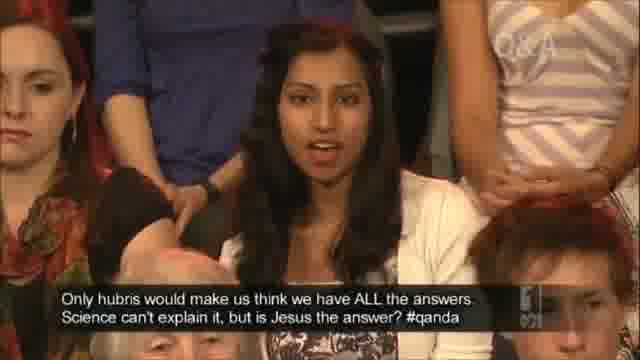 Q&A
Only hubris would make us think we have ALL the answers.
Science can't explain it, but is Jesus the answer? #qanda